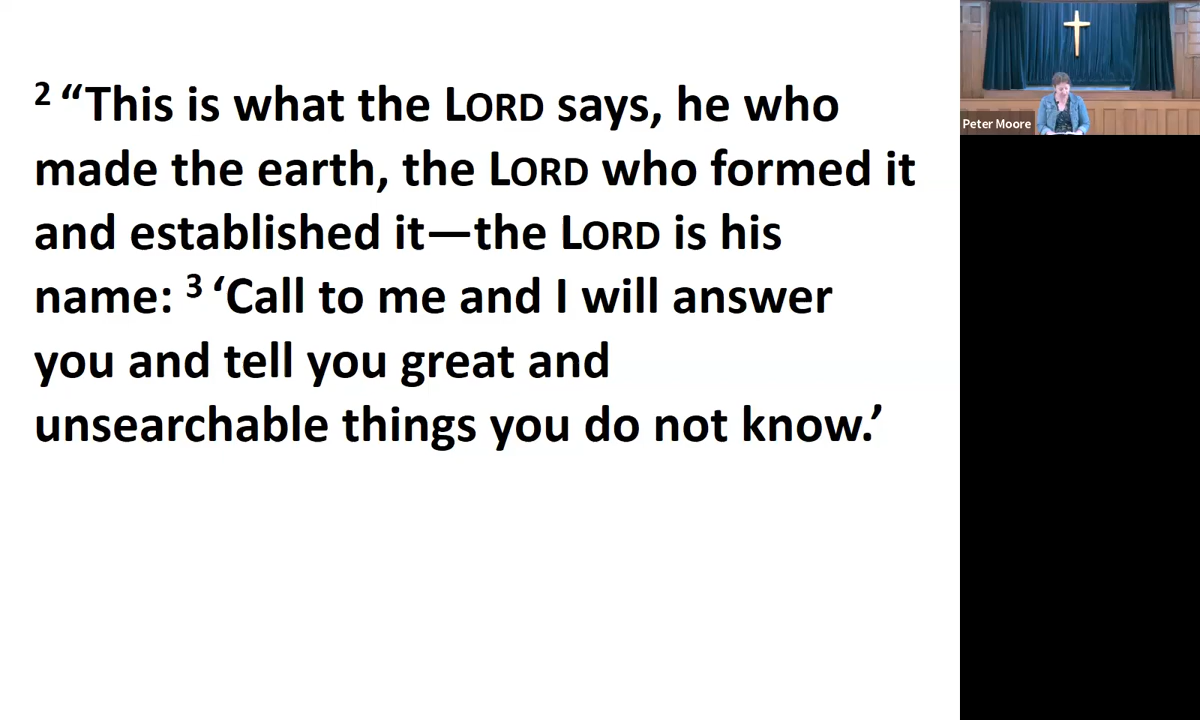 ² “This is what the LORD says, he who
made the earth, the LORD who formed it
and established it—the LORD is his
name: ³ ‘Call to me and I will answer
you and tell you great and
unsearchable things you do not know.’
Peter Moore